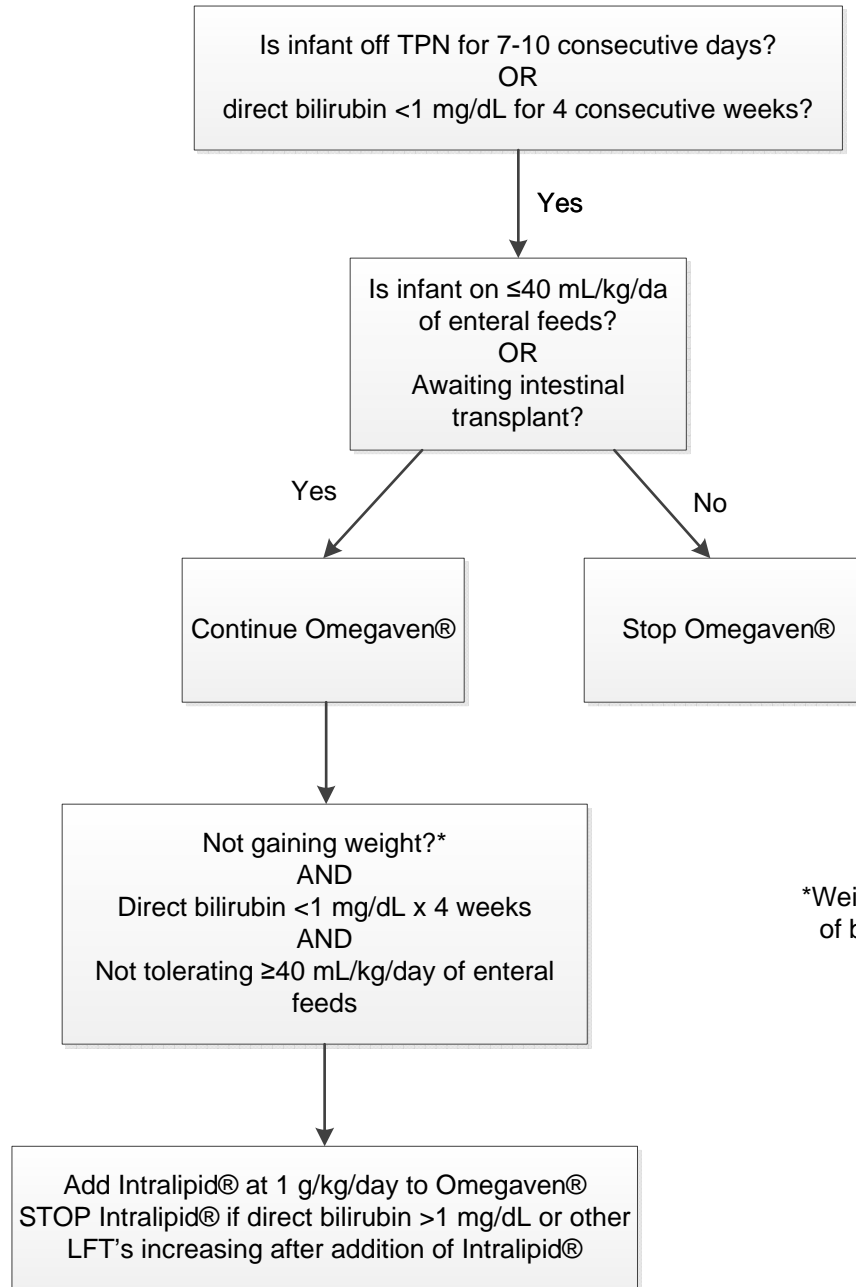 Is infant off TPN for 7-10 consecutive days?
OR
direct bilirubin <1 mg/dL for 4 consecutive weeks?
Yes
Is infant on ≤40 mL/kg/da
of enteral feeds?
OR
Awaiting intestinal
transplant?
Yes
No
Continue Omegaven®
Stop Omegaven®
Not gaining weight?*
AND
Direct bilirubin <1 mg/dL x 4 weeks
AND
Not tolerating ≥40 mL/kg/day of enteral
feeds
*Wei
of b
Add Intralipid® at 1 g/kg/day to Omegaven®
STOP Intralipid® if direct bilirubin >1 mg/dL or other
LFT's increasing after addition of Intralipid®